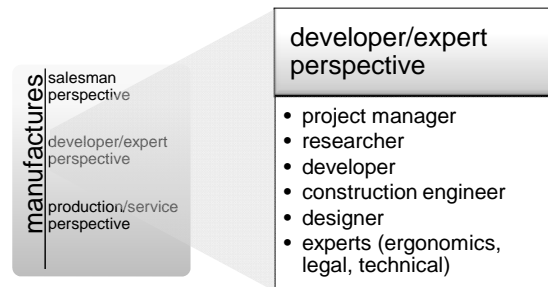 manufactures
salesman
perspective
developer/expert
perspective
production/service
perspective
developer/expert
perspective
• project manager
• researcher
• developer
• construction engineer
• designer
• experts (ergonomics,
legal, technical)